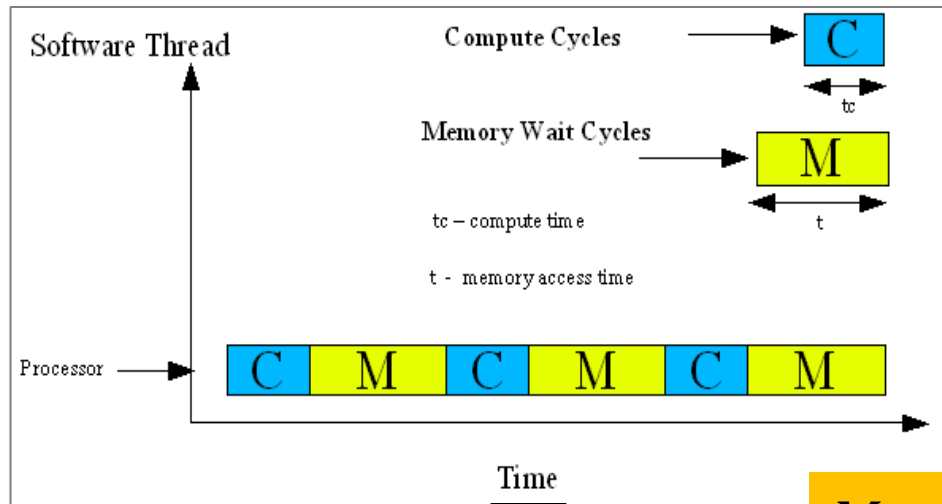 Software Thread
Compute Cycles
C
tc
Memory Wait Cycles
M
t
tc – compute time
t - memory access time
Processor
C M C M C M
Time